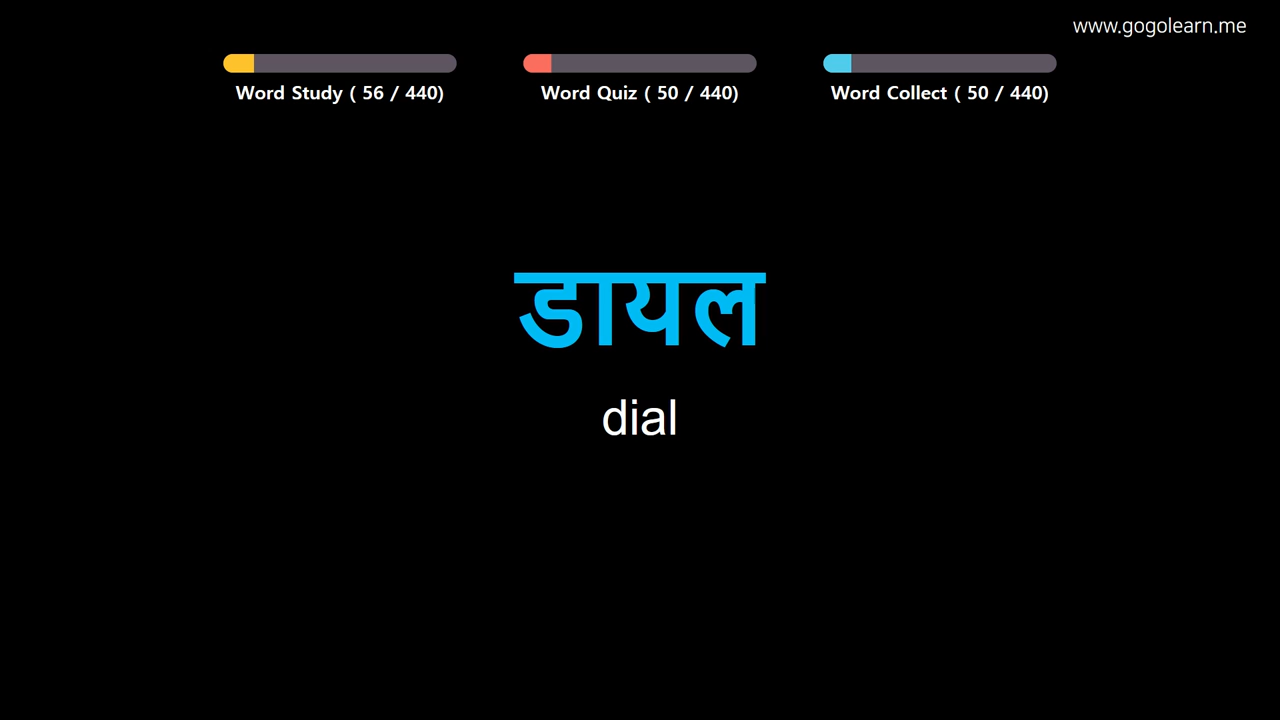 www.gogolearn.me
Word Study ( 56 / 440)
Word Quiz ( 50 / 440)
Word Collect ( 50 / 440)
डायल
dial